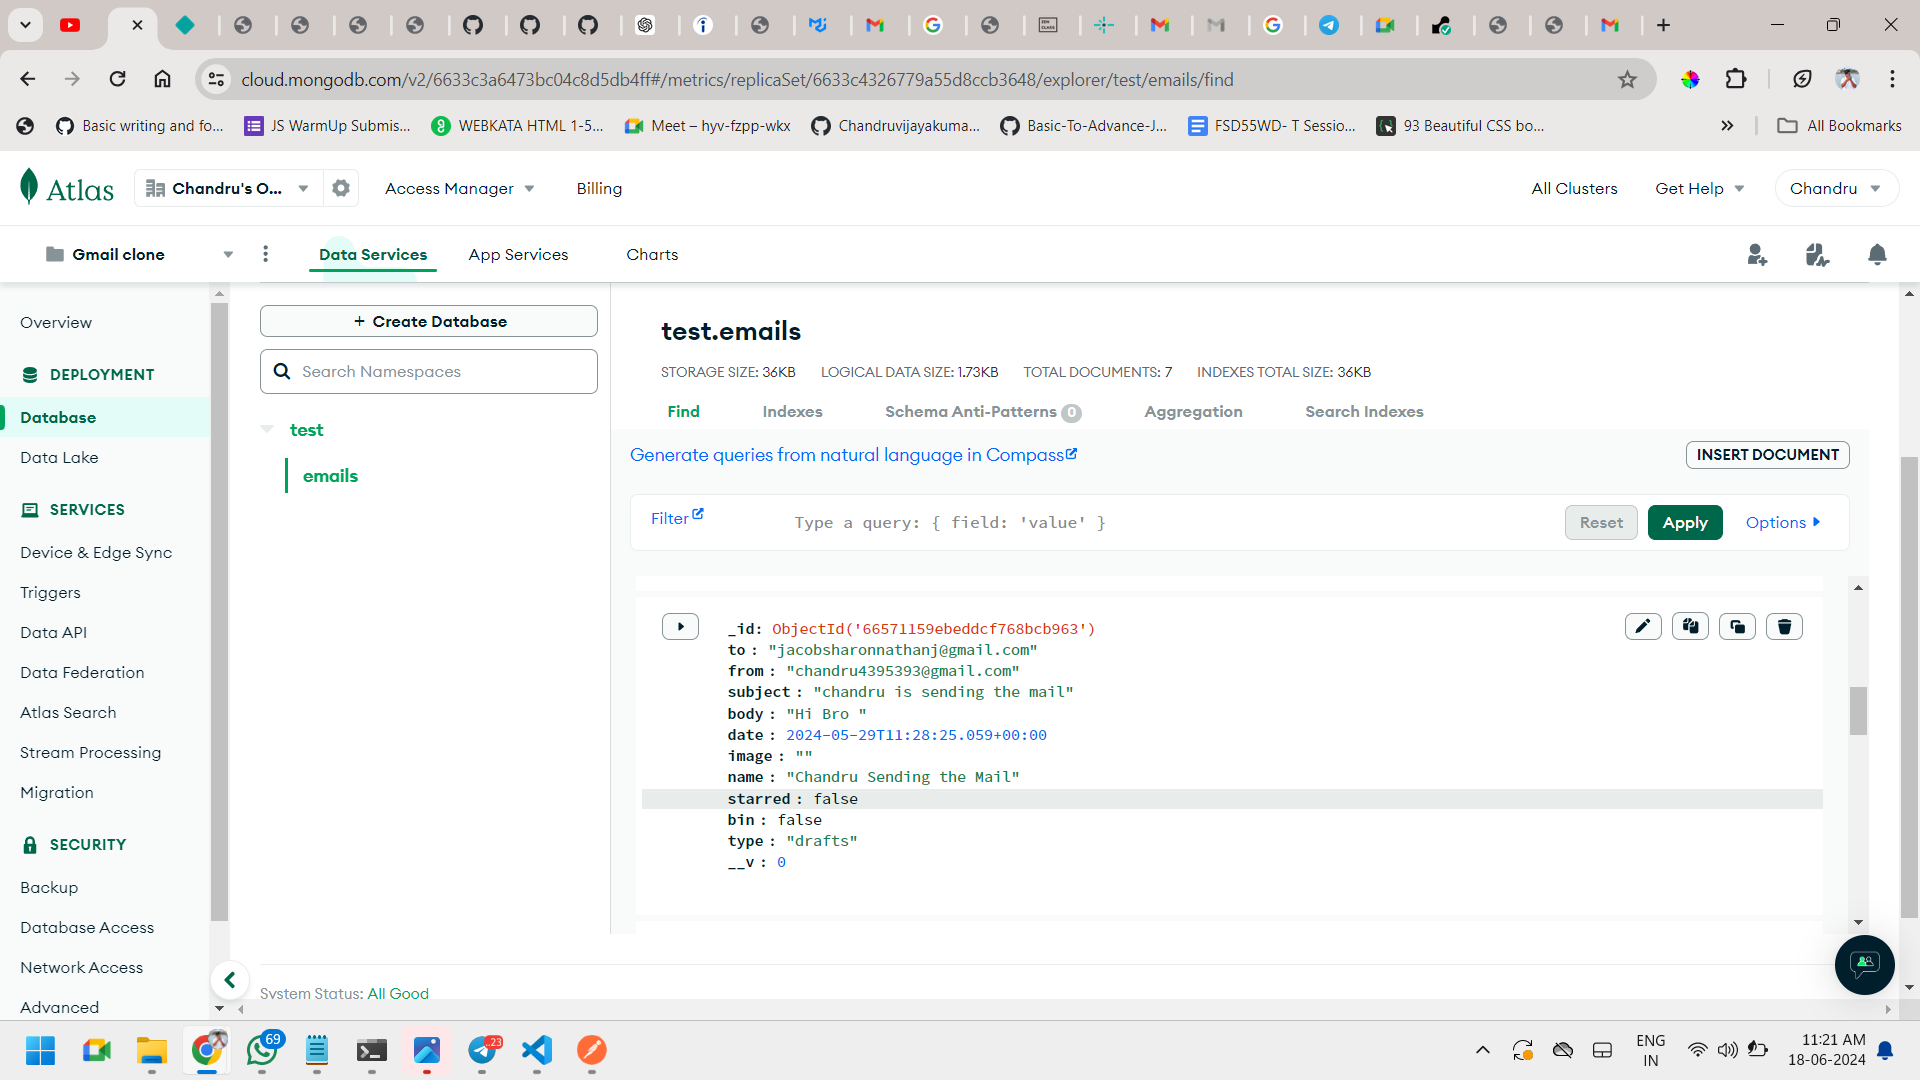 cloud.mongodb.com/v2/6633c3a6473bc04c8d5db4ff#/metrics/replicaSet/6633c4326779a55d8ccb3648/explorer/test/emails/find
Basic writing and fo...
JS WarmUp Submis...
WEBKATA HTML 1-5...
Meet – hyv-fzpp-wkx
Chandruvijayakuma...
Basic-To-Advance-J...
FSD55WD- T Sessio...
93 Beautiful CSS bo...
All Bookmarks
Atlas
Chandru's O...
Access Manager
Billing
All Clusters
Get Help
Chandru
Gmail clone
Data Services
App Services
Charts
Overview
DEPLOYMENT
Database
Data Lake
SERVICES
Device & Edge Sync
Triggers
Data API
Data Federation
Atlas Search
Stream Processing
Migration
SECURITY
Backup
Database Access
Network Access
Advanced
+ Create Database
Search Namespaces
test
emails
test.emails
STORAGE SIZE: 36KB
LOGICAL DATA SIZE: 1.73KB
TOTAL DOCUMENTS: 7
INDEXES TOTAL SIZE: 36KB
Find
Indexes
Schema Anti-Patterns 0
Aggregation
Search Indexes
Generate queries from natural language in Compass
INSERT DOCUMENT
Filter
Type a query: { field: 'value' }
Reset
Apply
Options
_id: ObjectId('66571159ebeddcf768bcb963')
to : "jacobsharonnathanj@gmail.com"
from : "chandru4395393@gmail.com"
subject : "chandru is sending the mail"
body : "Hi Bro "
date : 2024-05-29T11:28:25.059+00:00
image : ""
name : "Chandru Sending the Mail"
starred : false
bin : false
type : "drafts"
__v : 0
System Status: All Good
69
..23
ENG
IN
11:21 AM
18-06-2024